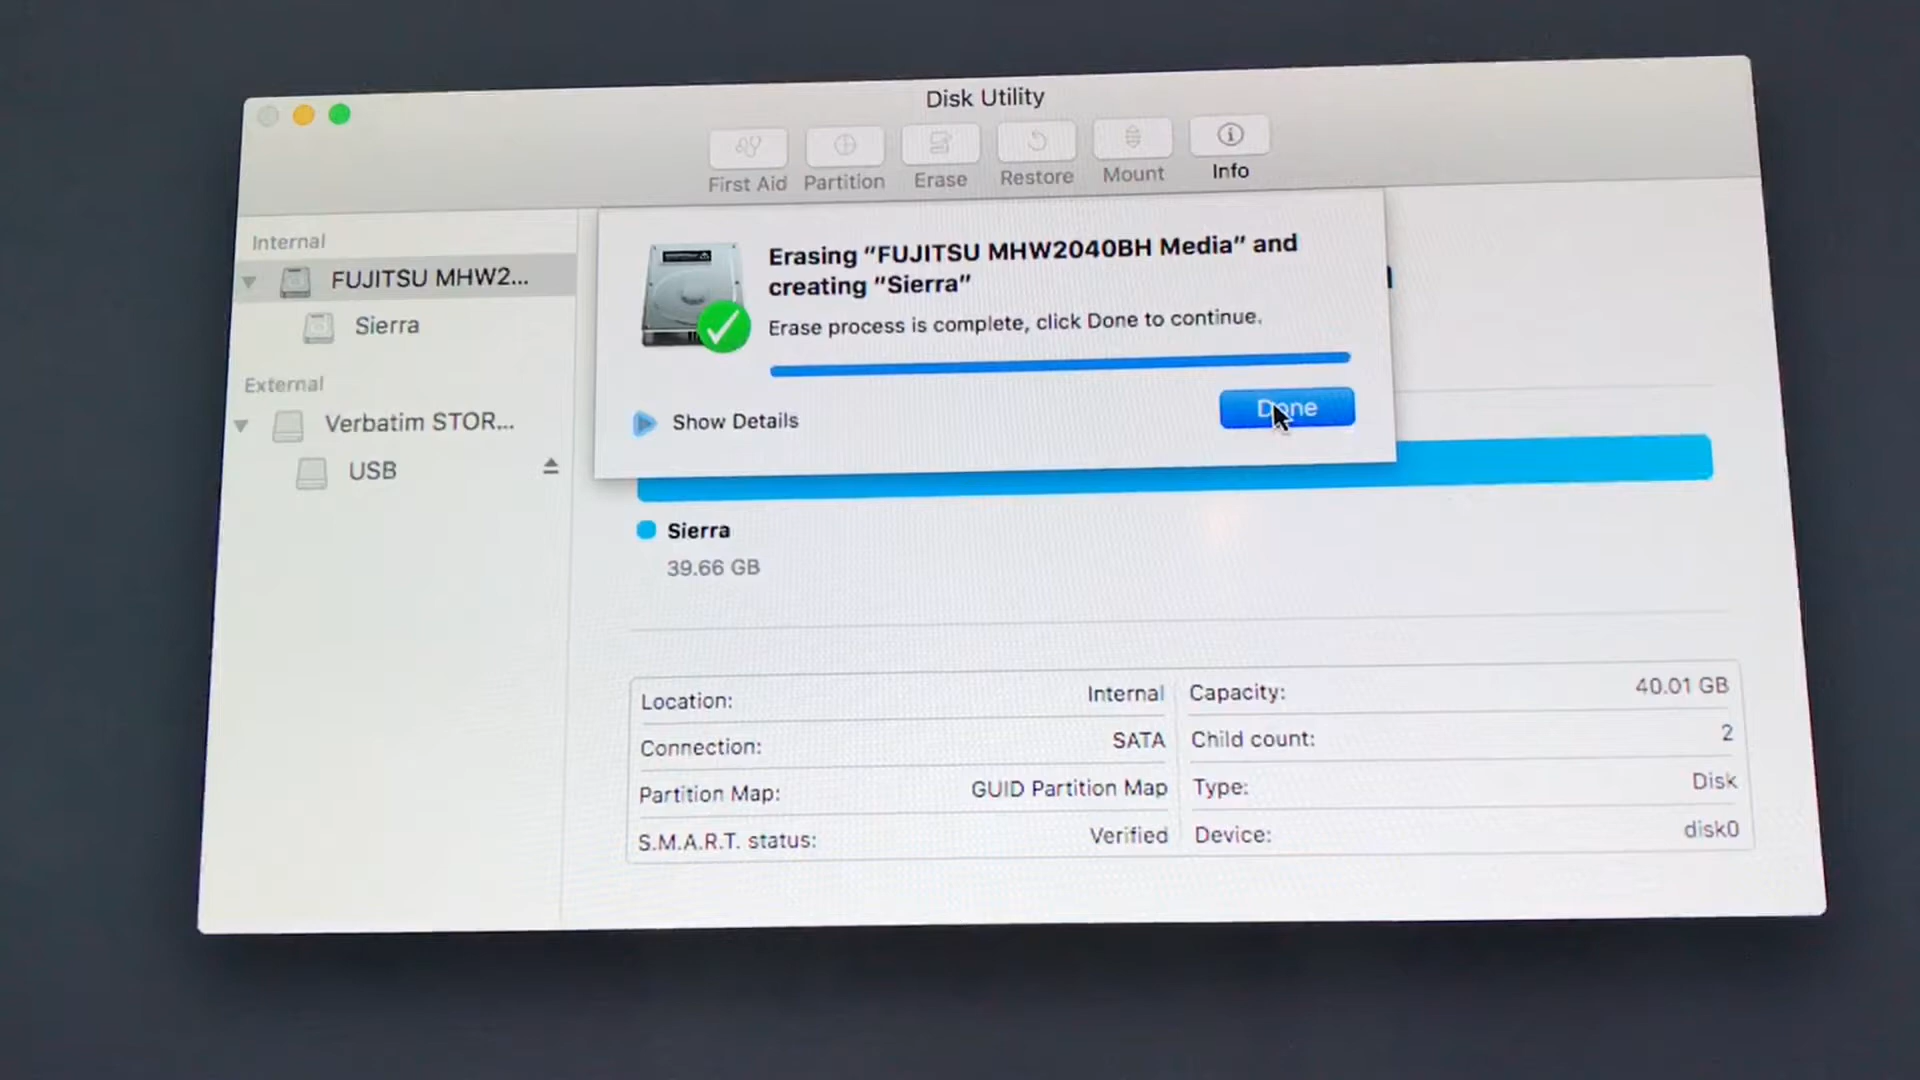 Disk Utility
First Aid
Partition
Erase
Restore
Mount
Info
Internal
FUJITSU MHW2...
Sierra
External
Verbatim STOR...
USB
Erasing “FUJITSU MHW2040BH Media” and
creating “Sierra”
Erase process is complete, click Done to continue.
Show Details
Done
Sierra
39.66 GB
Location: Internal
Connection: SATA
Partition Map: GUID Partition Map
S.M.A.R.T. status: Verified
Capacity: 40.01 GB
Child count: 2
Type: Disk
Device: disk0